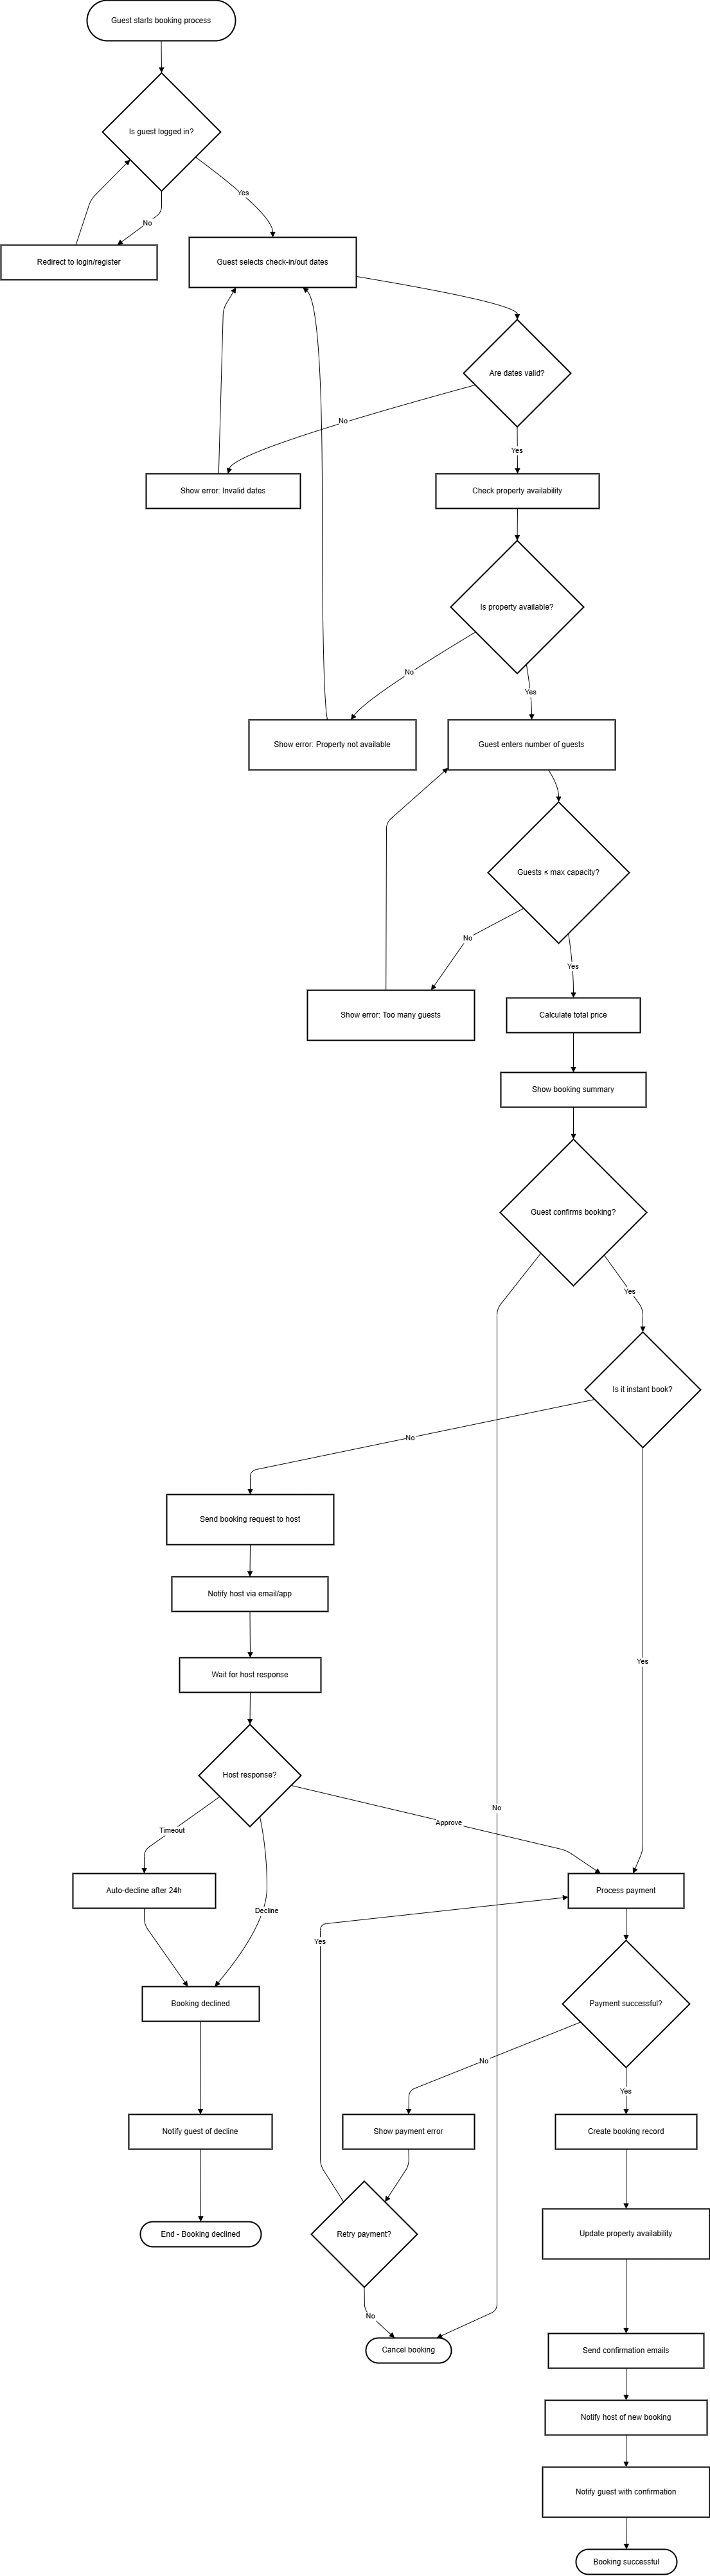 Guest starts booking process
Is guest logged in?
Yes
No
Redirect to login/register
Guest selects check-in/out dates
Are dates valid?
No
Yes
Show error: Invalid dates
Check property availability
Is property available?
No
Yes
Show error: Property not available
Guest enters number of guests
Guests ≤ max capacity?
No
Yes
Show error: Too many guests
Calculate total price
Show booking summary
Guest confirms booking?
Yes
Is it instant book?
No
Send booking request to host
Notify host via email/app
Yes
Wait for host response
Host response?
No
Approve
Timeout
Auto-decline after 24h
Process payment
Decline
Yes
Booking declined
Payment successful?
No
Yes
Notify guest of decline
Show payment error
Create booking record
End - Booking declined
Retry payment?
Update property availability
No
Cancel booking
Send confirmation emails
Notify host of new booking
Notify guest with confirmation
Booking successful